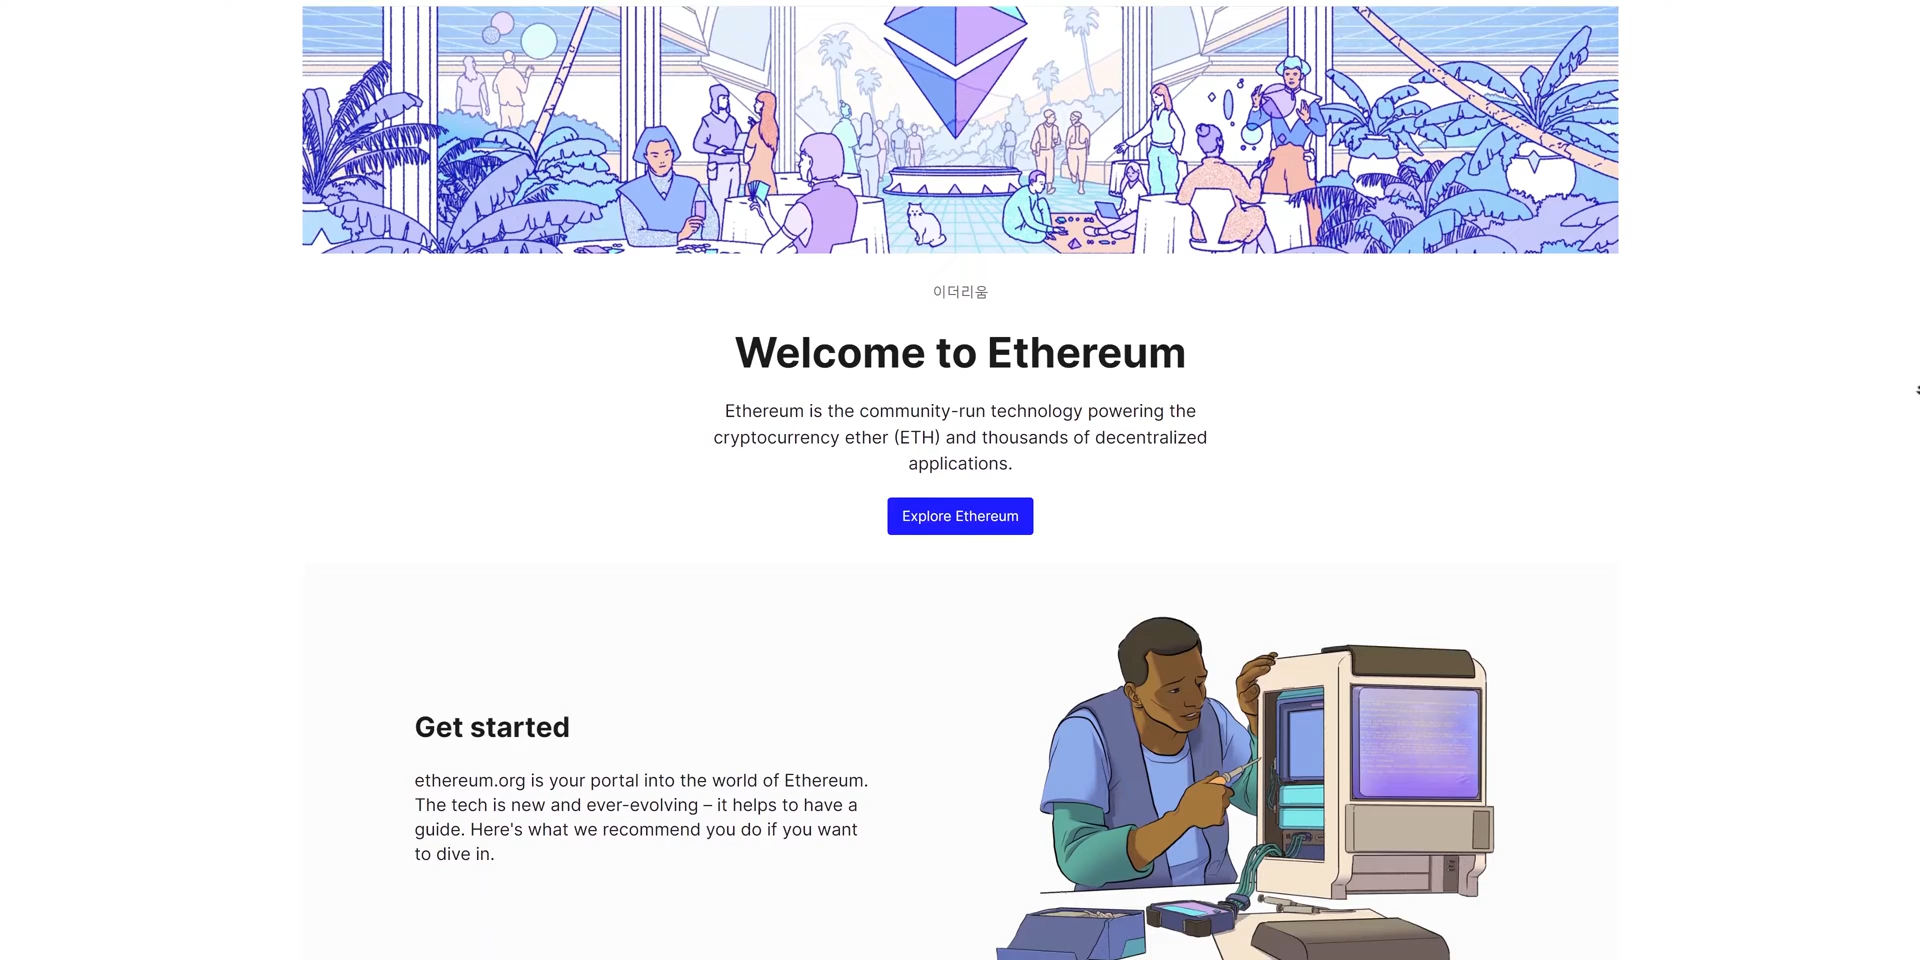 이더리움
Welcome to Ethereum
Ethereum is the community-run technology powering the
cryptocurrency ether (ETH) and thousands of decentralized
applications.
Explore Ethereum
Get started
ethereum.org is your portal into the world of Ethereum.
The tech is new and ever-evolving – it helps to have a
guide. Here's what we recommend you do if you want
to dive in.